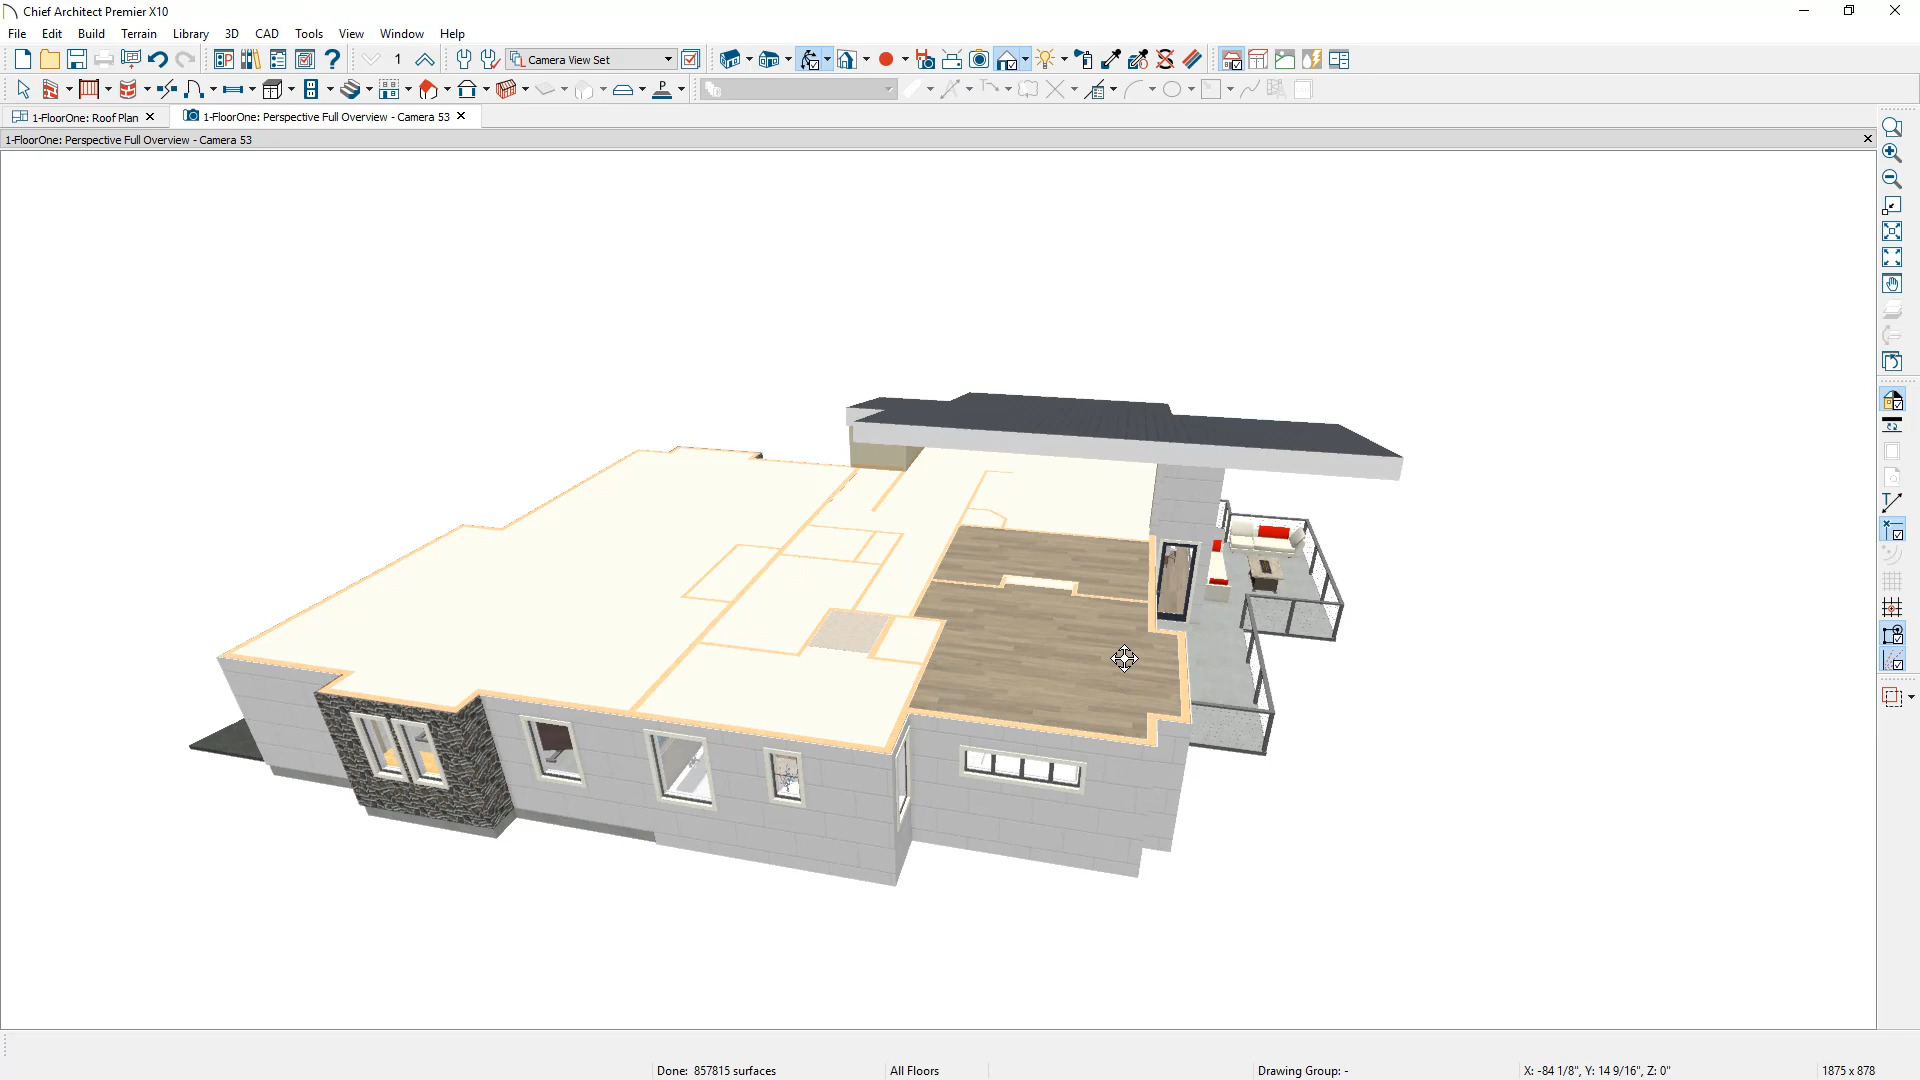 Chief Architect Premier X10
File Edit Build Terrain Library 3D CAD Tools View Window Help
1 Camera View Set
P
1-FloorOne: Roof Plan 1-FloorOne: Perspective Full Overview - Camera 53
1-FloorOne: Perspective Full Overview - Camera 53
Done: 857815 surfaces All Floors Drawing Group: - X: -84 1/8", Y: 14 9/16", Z: 0" 1875 x 878